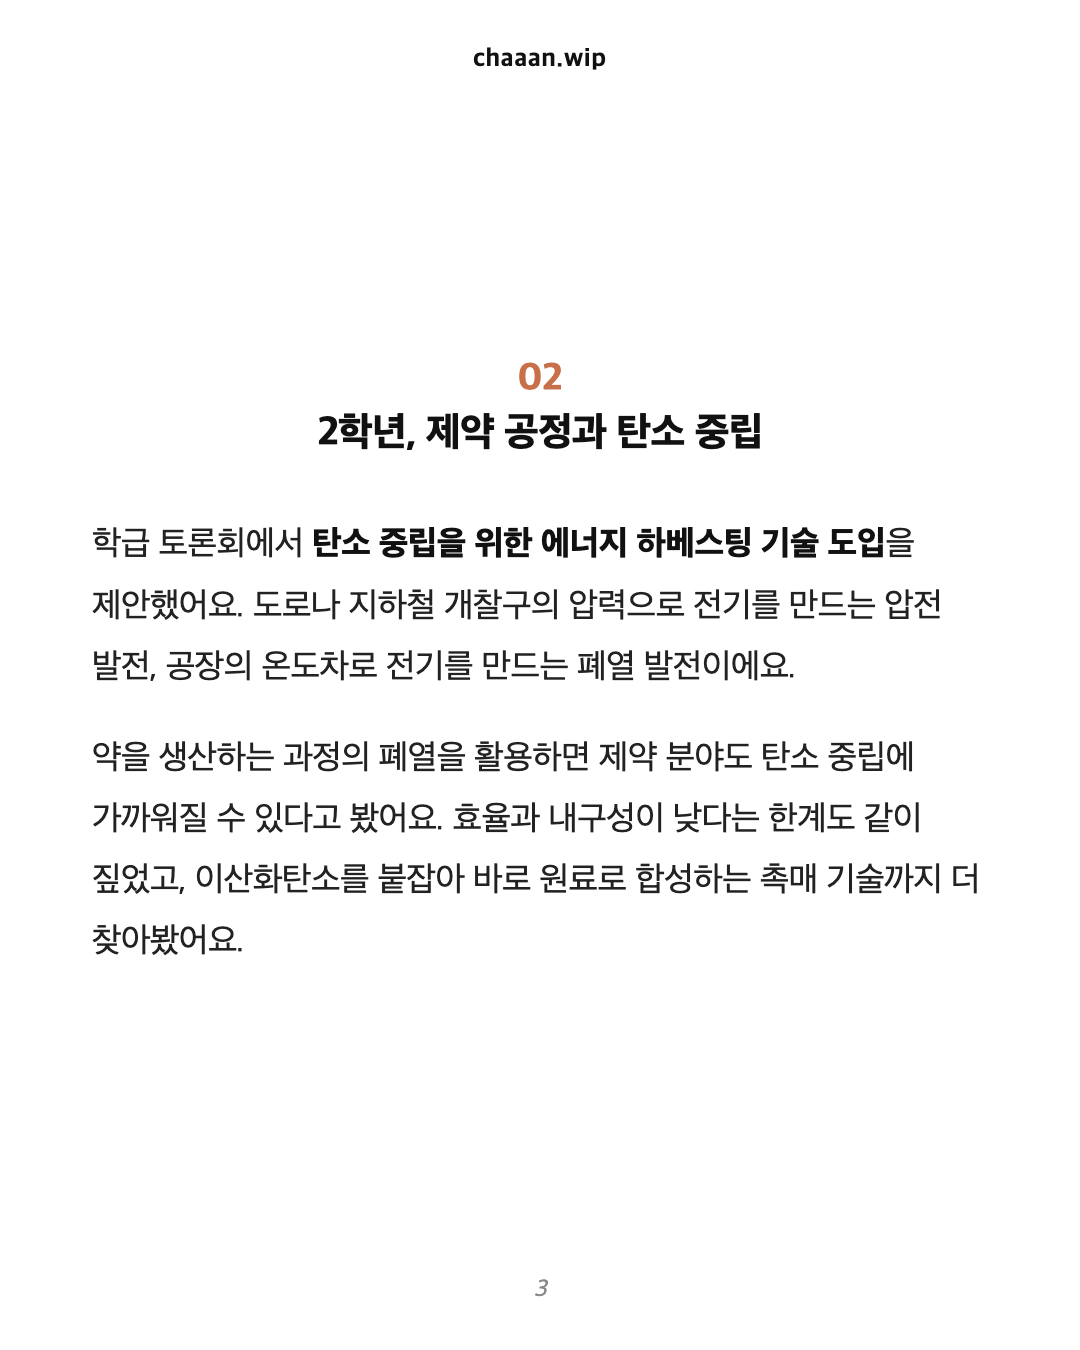 chaaan.wip
02
2학년, 제약 공정과 탄소 중립
학급 토론회에서 탄소 중립을 위한 에너지 하베스팅 기술 도입을
제안했어요. 도로나 지하철 개찰구의 압력으로 전기를 만드는 압전
발전, 공장의 온도차로 전기를 만드는 폐열 발전이에요.
약을 생산하는 과정의 폐열을 활용하면 제약 분야도 탄소 중립에
가까워질 수 있다고 봤어요. 효율과 내구성이 낮다는 한계도 같이
짚었고, 이산화탄소를 붙잡아 바로 원료로 합성하는 촉매 기술까지 더
찾아봤어요.
3